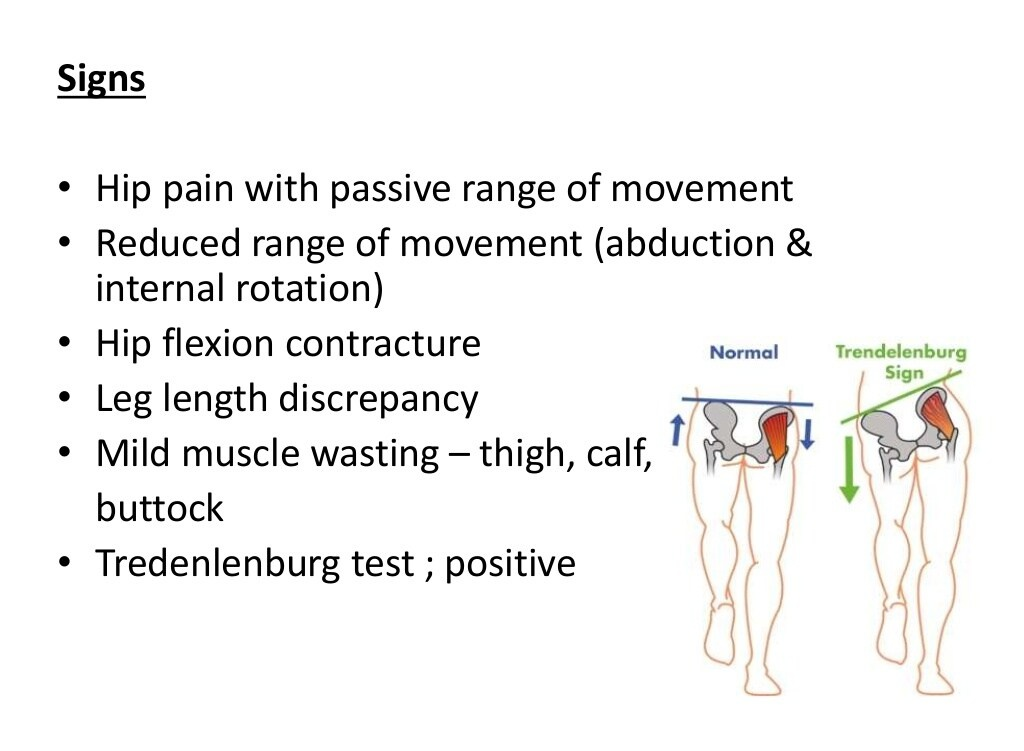 Signs
• Hip pain with passive range of movement
• Reduced range of movement (abduction &
internal rotation)
• Hip flexion contracture
• Leg length discrepancy
• Mild muscle wasting – thigh, calf,
buttock
• Tredenlenburg test ; positive
Normal
Trendelenburg
Sign